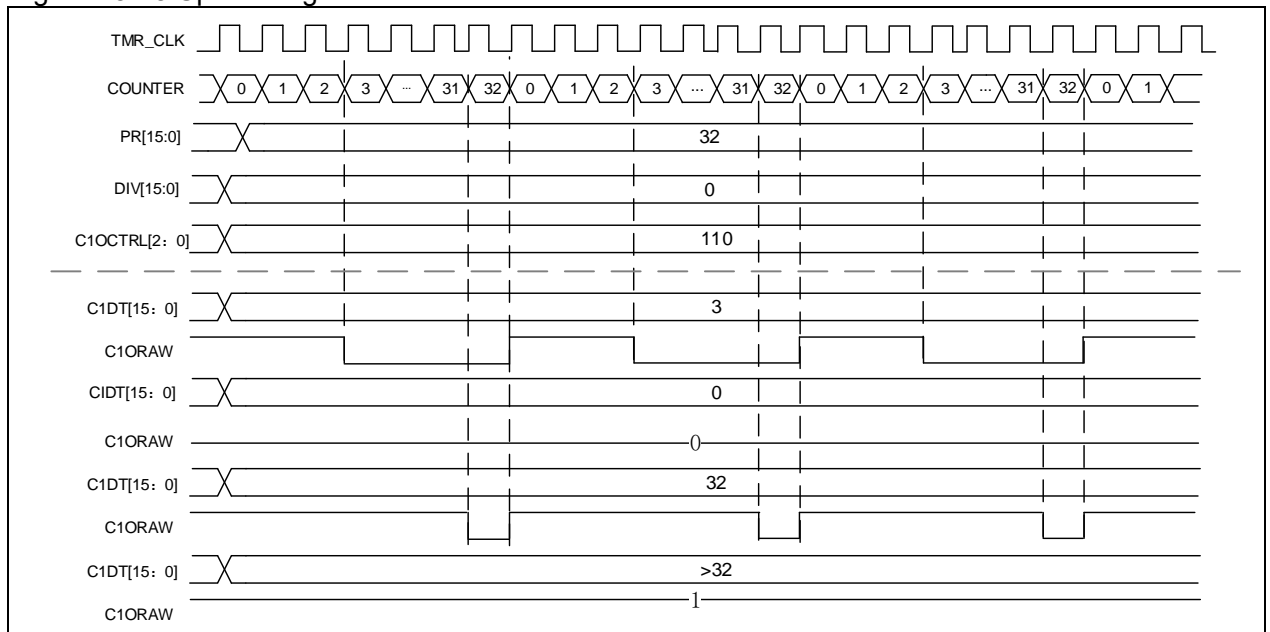 TMR_CLK
COUNTER 0 1 2 3 ... 31 32 0 1 2 3 ... 31 32 0 1 2 3 ... 31 32 0 1
PR[15:0] 32
DIV[15:0] 0
C1OCTRL[2：0] 110
C1DT[15：0] 3
C1ORAW
CIDT[15：0] 0
C1ORAW 0
C1DT[15：0] 32
C1ORAW
C1DT[15：0] >32
C1ORAW 1